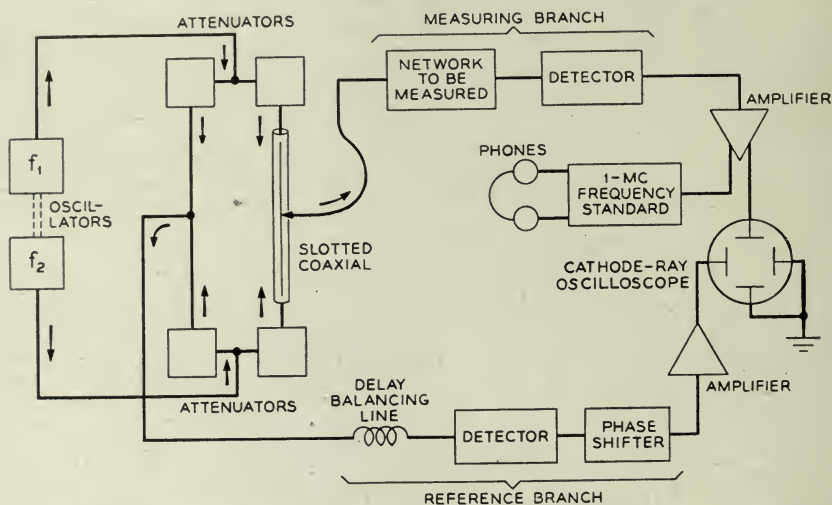 MEASURING BRANCH
ATTENUATORS
NETWORK
TO BE
MEASURED
DETECTOR
AMPLIFIER
f1
OSCIL-
LATORS
f2
PHONES
1-MC
FREQUENCY
STANDARD
SLOTTED
COAXIAL
CATHODE-RAY
OSCILLOSCOPE
ATTENUATORS
DELAY
BALANCING
LINE
DETECTOR
PHASE
SHIFTER
AMPLIFIER
REFERENCE BRANCH